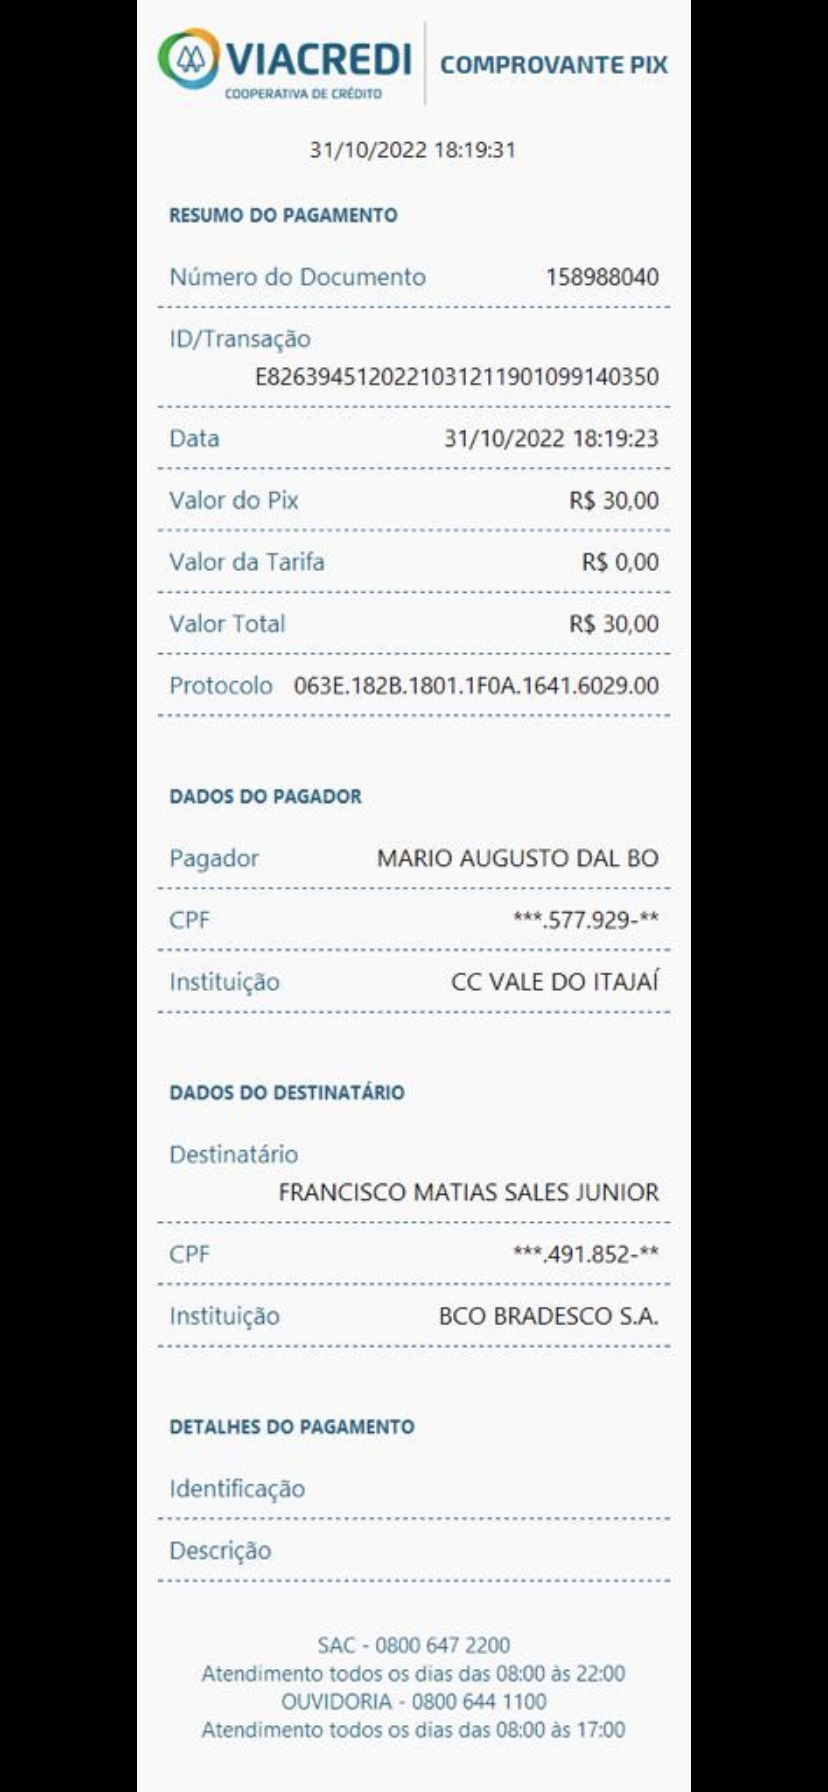 VIACREDI
COOPERATIVA DE CRÉDITO
COMPROVANTE PIX
31/10/2022 18:19:31
RESUMO DO PAGAMENTO
Número do Documento 158988040
ID/Transação
E8263945120221031211901099140350
Data 31/10/2022 18:19:23
Valor do Pix R$ 30,00
Valor da Tarifa R$ 0,00
Valor Total R$ 30,00
Protocolo 063E.182B.1801.1F0A.1641.6029.00
DADOS DO PAGADOR
Pagador MARIO AUGUSTO DAL BO
CPF ***.577.929-**
Instituição CC VALE DO ITAJAÍ
DADOS DO DESTINATÁRIO
Destinatário
FRANCISCO MATIAS SALES JUNIOR
CPF ***.491.852-**
Instituição BCO BRADESCO S.A.
DETALHES DO PAGAMENTO
Identificação
Descrição
SAC - 0800 647 2200
Atendimento todos os dias das 08:00 às 22:00
OUVIDORIA - 0800 644 1100
Atendimento todos os dias das 08:00 às 17:00